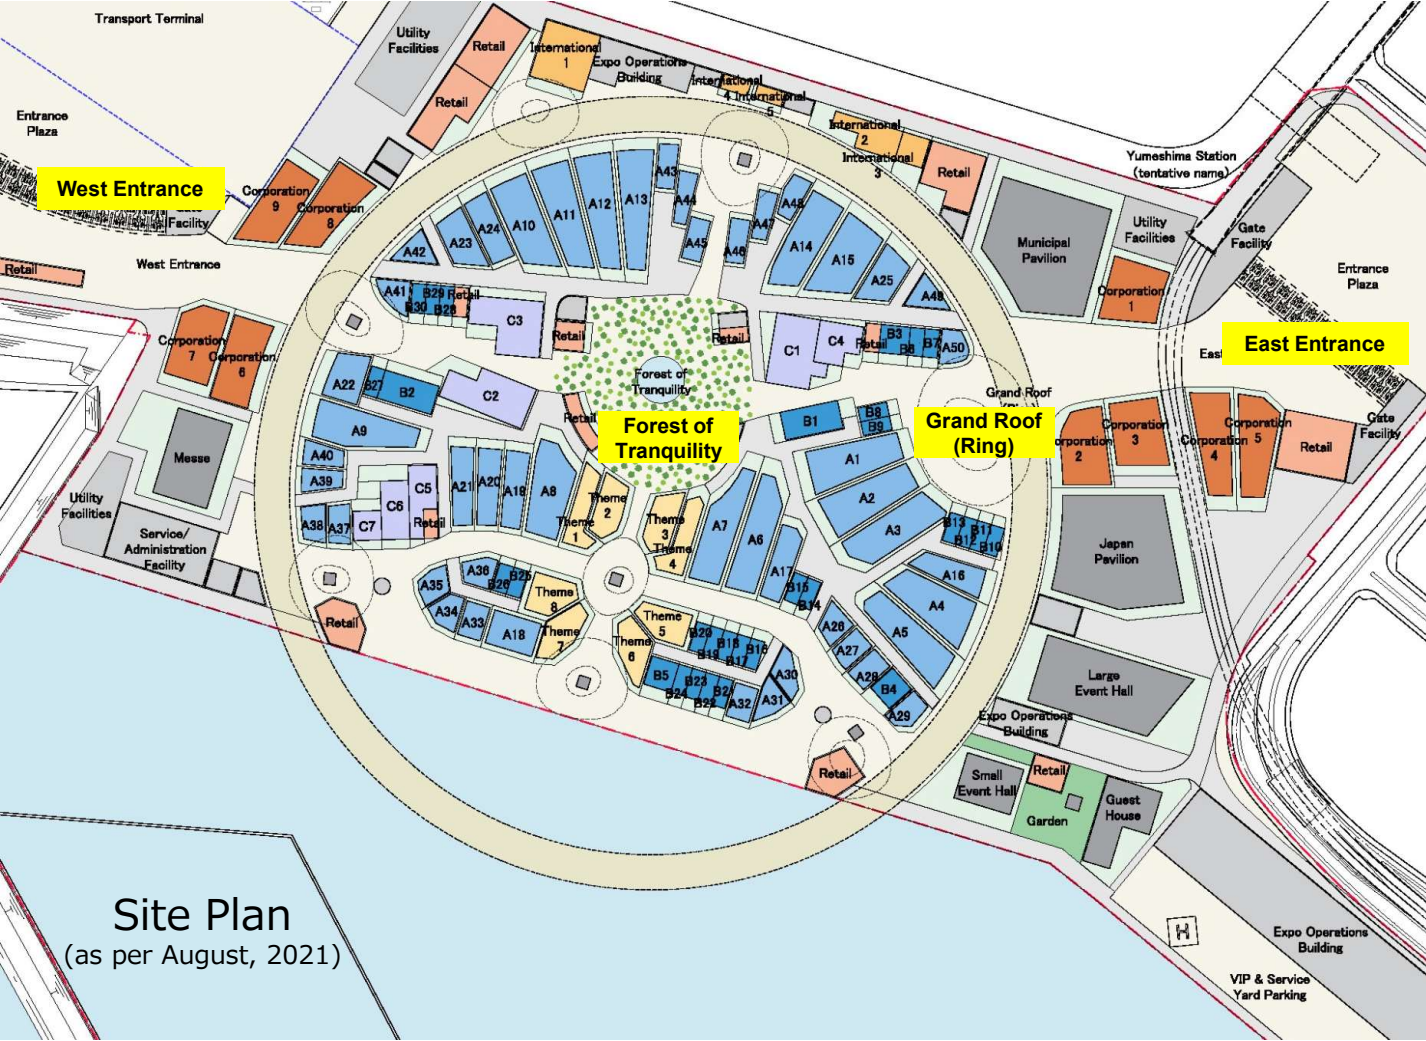 Transport Terminal
Utility
Facilities
Retail
International
1
Expo Operations
Building
International
4
International
5
Retail
Entrance
Plaza
International
2
International
3
Retail
Yumeshima Station
(tentative name)
West Entrance
Corporation
9
Corporation
8
Facility
West Entrance
Retail
A43
A44
A45
A46
A47
A48
A13
A12
A11
A10
A24
A23
A42
A14
A15
A25
A49
Municipal
Pavilion
Utility
Facilities
Gate
Facility
Entrance
Plaza
Corporation
1
A41
B29
B30
B28
Retail
C3
Retail
Retail
C1
C4
Retail
B3
B6
B7
A50
East Entrance
East
Corporation
7
Corporation
6
A22
B27
B2
C2
Forest of
Tranquility
Retail
Forest of
Tranquility
B1
B8
B9
Grand Roof
Grand Roof
(Ring)
Corporation
2
Corporation
3
Corporation
4
Corporation
5
Retail
Gate
Facility
Messe
A9
A40
A39
A38
A37
C5
C6
C7
Retail
A21
A20
A19
A8
Theme
1
Theme
2
Theme
3
Theme
4
A7
A6
A17
B15
B14
A1
A2
A3
B13
B11
B12
B10
A16
A4
A5
Utility
Facilities
Service/
Administration
Facility
Japan
Pavilion
A35
A36
B26
B25
Theme
8
A34
A33
A18
Theme
7
Theme
5
Theme
6
B20
B18
B16
B19
B17
B5
B23
B21
B24
B22
A32
A31
A30
A26
A27
A28
B4
A29
Retail
Retail
Large
Event Hall
Expo Operations
Building
Small
Event Hall
Retail
Garden
Guest
House
H
Expo Operations
Building
VIP & Service
Yard Parking
Site Plan
(as per August, 2021)